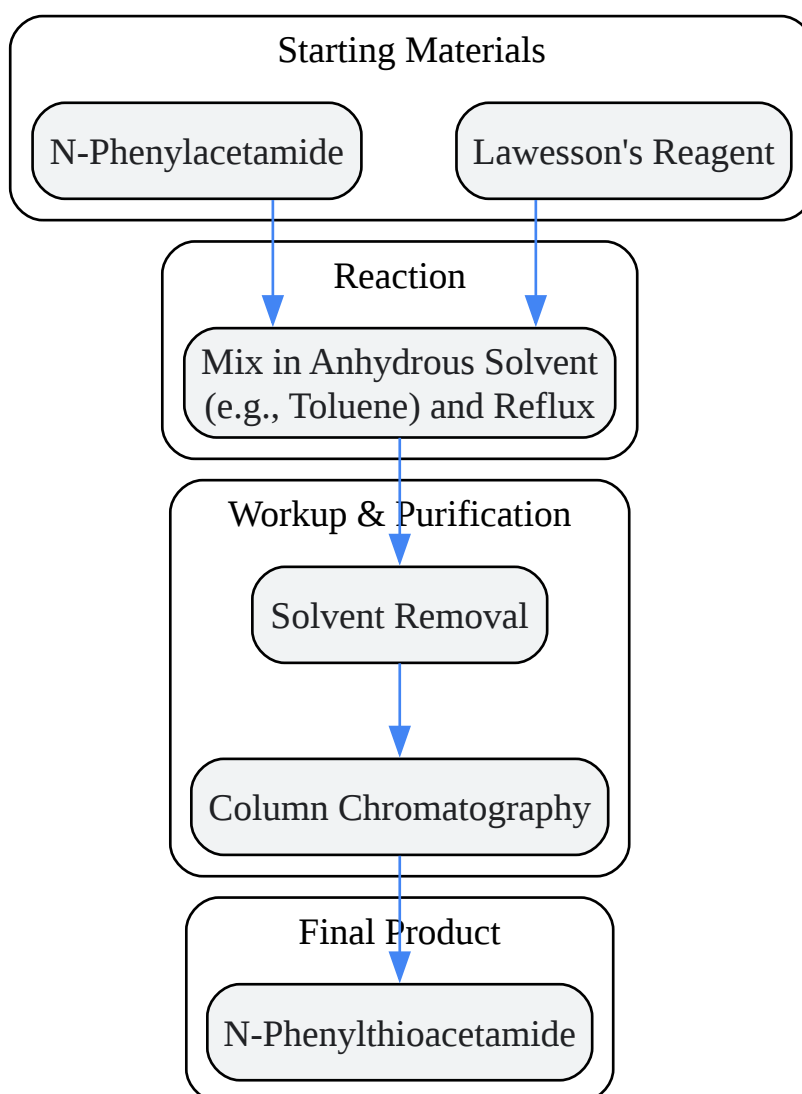 Starting Materials
N-Phenylacetamide
Lawesson's Reagent
Reaction
Mix in Anhydrous Solvent
(e.g., Toluene) and Reflux
Workup & Purification
Solvent Removal
Column Chromatography
Final Product
N-Phenylthioacetamide